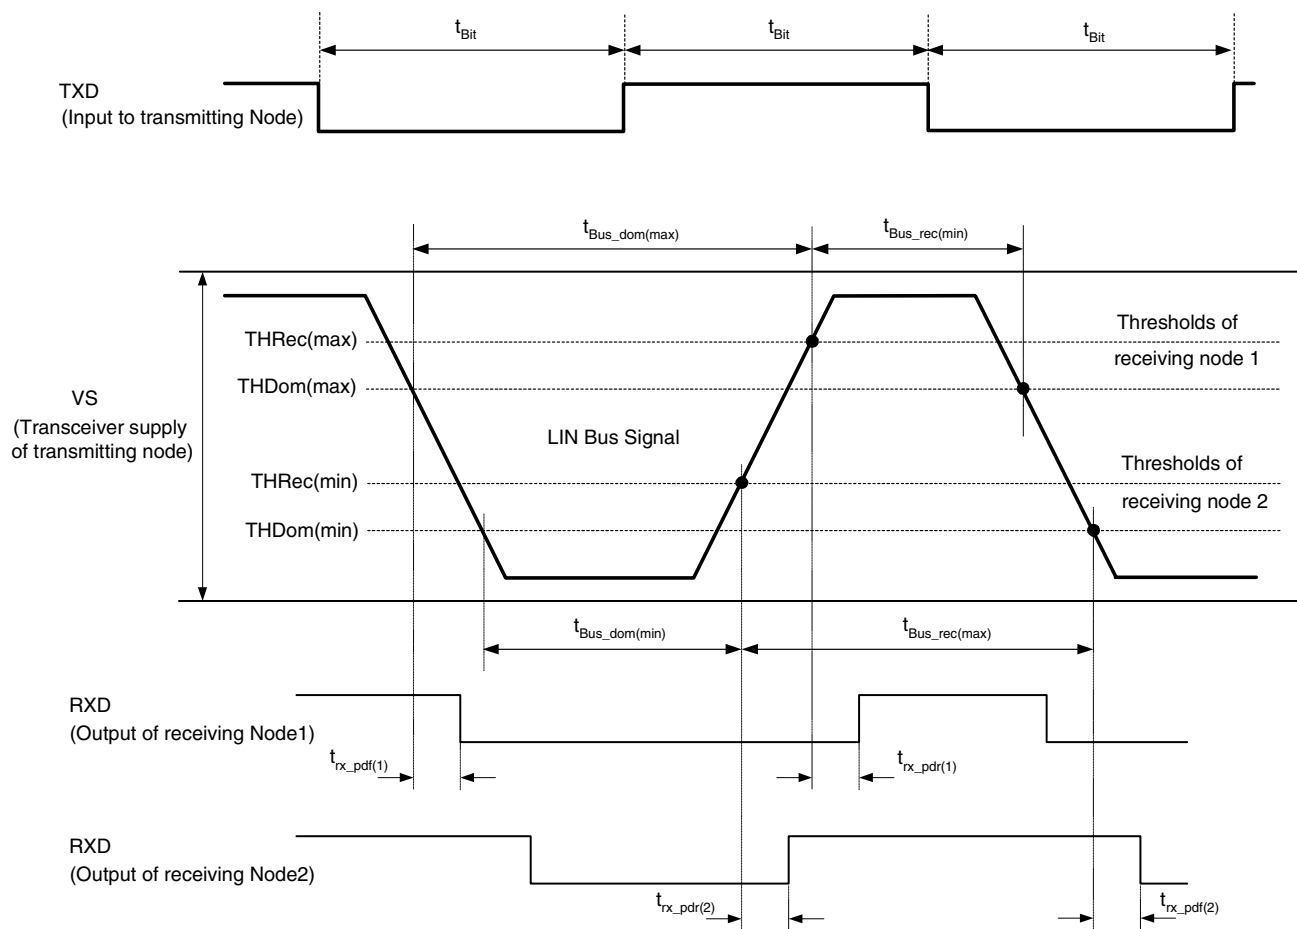 tBit
tBit
tBit
TXD
(Input to transmitting Node)
tBus_dom(max)
tBus_rec(min)
THRec(max)
THDom(max)
THRec(min)
THDom(min)
VS
(Transceiver supply
of transmitting node)
LIN Bus Signal
Thresholds of
receiving node 1
Thresholds of
receiving node 2
tBus_dom(min)
tBus_rec(max)
RXD
(Output of receiving Node1)
trx_pdf(1)
trx_pdr(1)
RXD
(Output of receiving Node2)
trx_pdr(2)
trx_pdf(2)